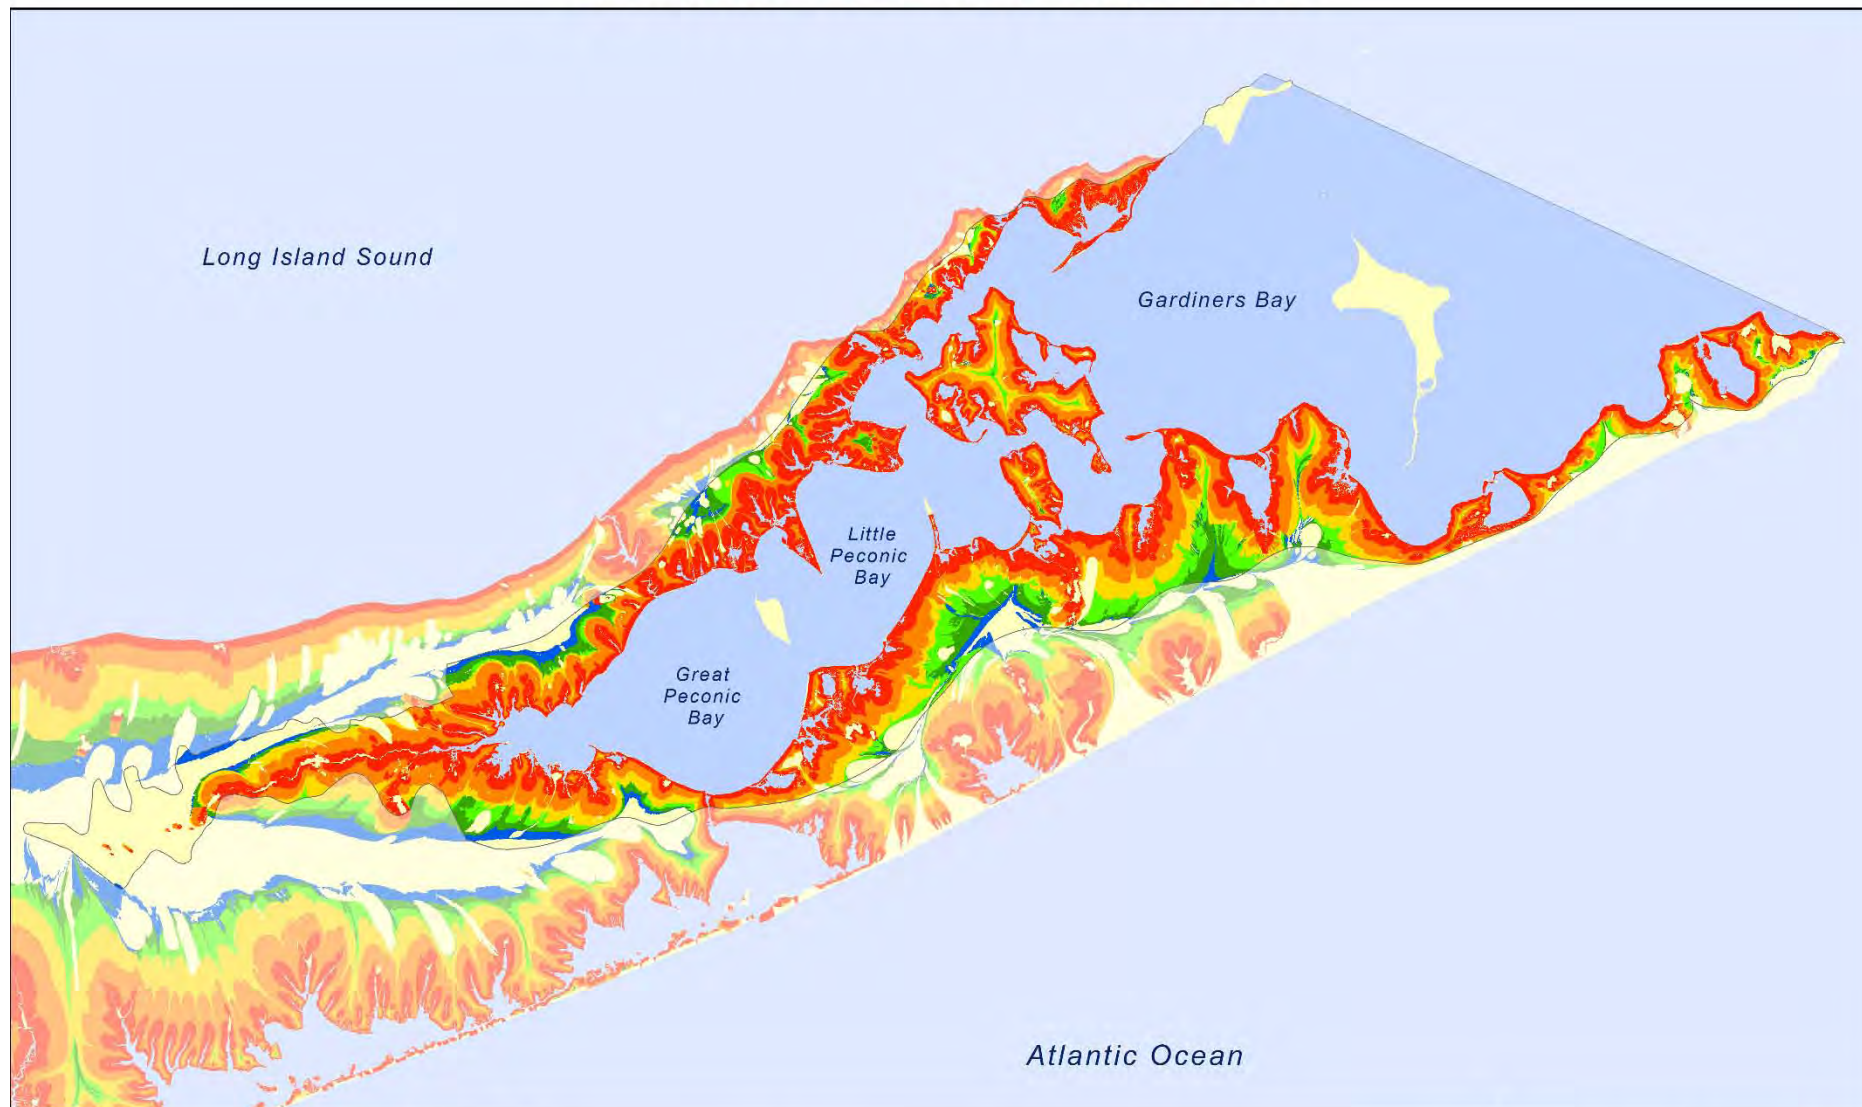 Long Island Sound
Gardiners Bay
Little
Peconic
Bay
Great
Peconic
Bay
Atlantic Ocean